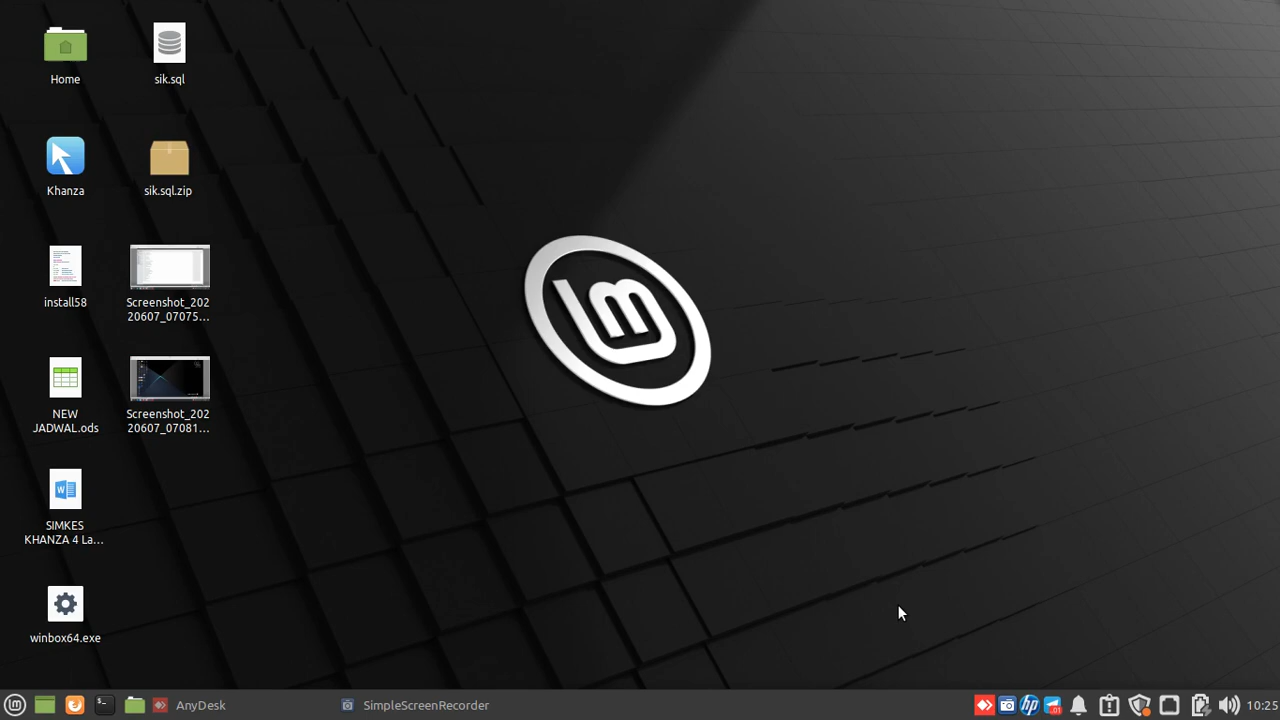 Home
sik.sql
Khanza
sik.sql.zip
install58
Screenshot_202
20607_07075...
NEW
JADWAL.ods
Screenshot_202
20607_07081...
SIMKES
KHANZA 4 La...
winbox64.exe
AnyDesk
SimpleScreenRecorder
10:25